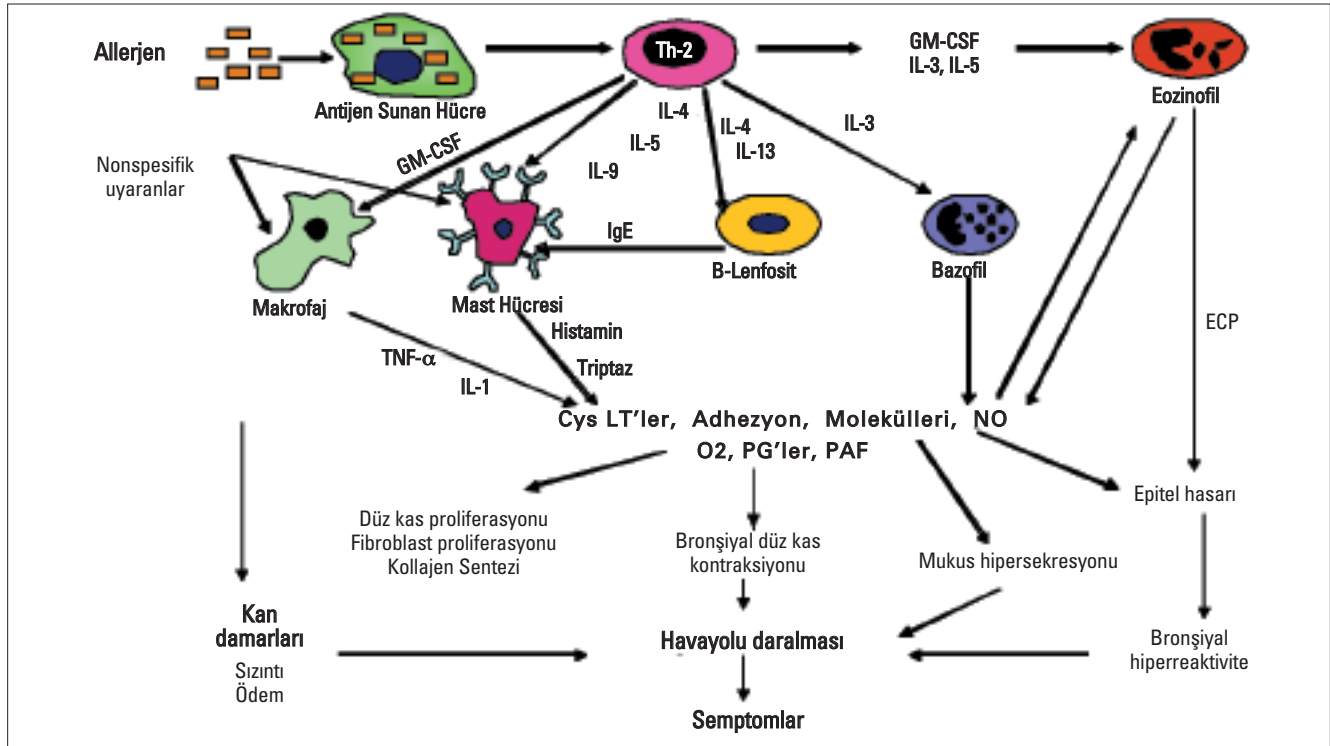 Allerjen
Antijen Sunan Hücre
Th-2
GM-CSF
IL-3, IL-5
Eozinofil
Nonspesifik
uyaranlar
GM-CSF
IL-4
IL-5
IL-9
IL-4
IL-13
IL-3
IgE
Makrofaj
Mast Hücresi
B-Lenfosit
Bazofil
ECP
TNF-α
IL-1
Histamin
Triptaz
Cys LT'ler, Adhezyon, Molekülleri, NO
O2, PG'ler, PAF
Düz kas proliferasyonu
Fibroblast proliferasyonu
Kollajen Sentezi
Bronşiyal düz kas
kontraksiyonu
Mukus hipersekresyonu
Epitel hasarı
Kan
damarları
Sızıntı
Ödem
Havayolu daralması
Bronşiyal
hiperreaktivite
Semptomlar